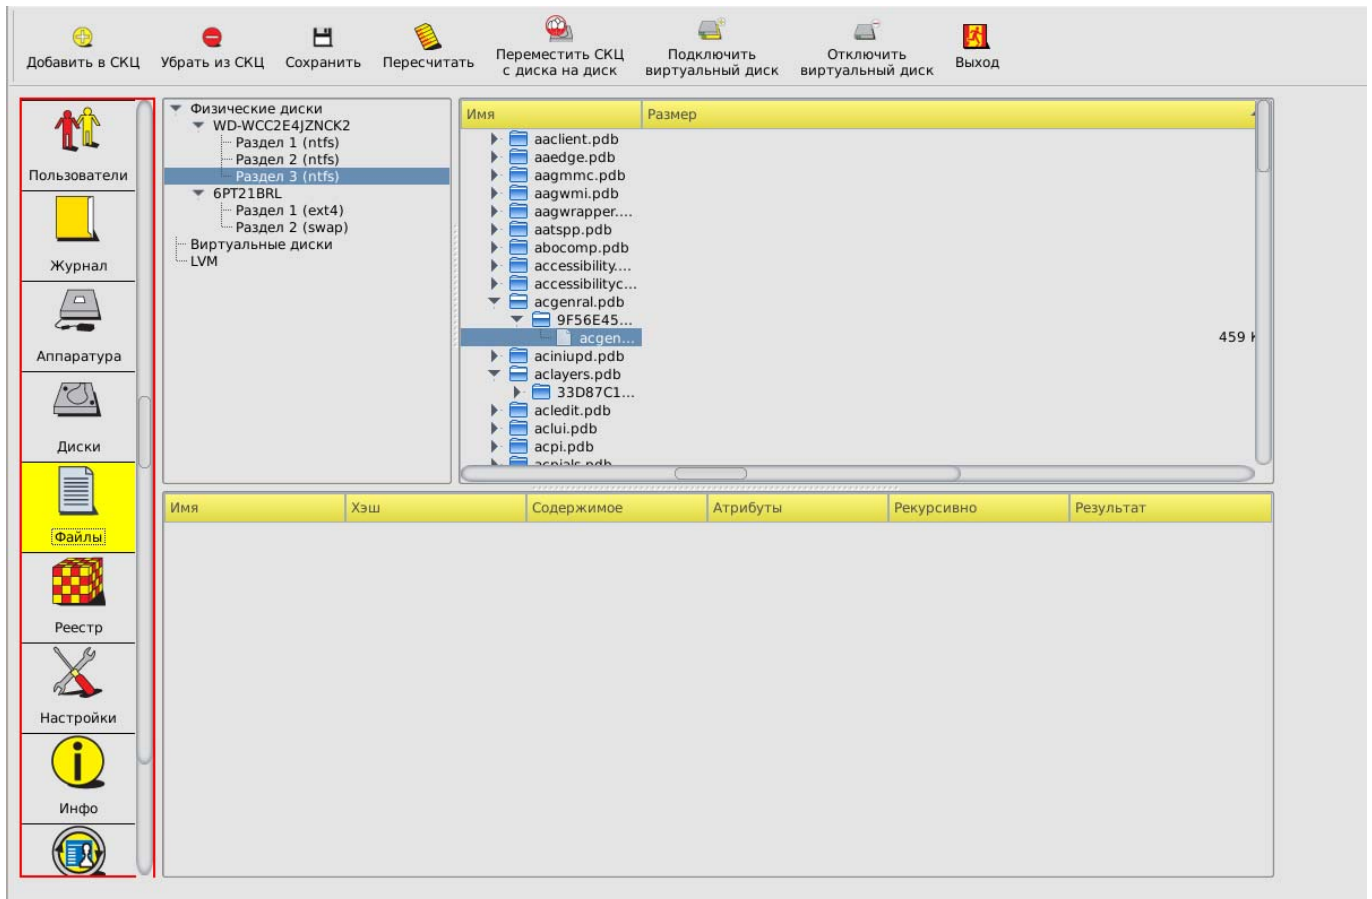 Добавить в СКЦ
Убрать из СКЦ
Сохранить
Пересчитать
Переместить СКЦ
с диска на диск
Подключить
виртуальный диск
Отключить
виртуальный диск
Выход
Пользователи
Журнал
Аппаратура
Диски
Файлы
Реестр
Настройки
Инфо
Физические диски
WD-WCC2E4JZNCK2
Раздел 1 (ntfs)
Раздел 2 (ntfs)
Раздел 3 (ntfs)
6PT21BRL
Раздел 1 (ext4)
Раздел 2 (swap)
Виртуальные диски
LVM
Имя Размер
aaclient.pdb
aaedge.pdb
aagmmc.pdb
aagwmi.pdb
aagwrapper....
aatspp.pdb
abocomp.pdb
accessibility....
accessibilityc...
acgenral.pdb
9F56E45...
acgen... 459
aciniupd.pdb
aclayers.pdb
33D87C1...
acledit.pdb
aclui.pdb
acpi.pdb
acpials.pdb
Имя Хэш Содержимое Атрибуты Рекурсивно Результат